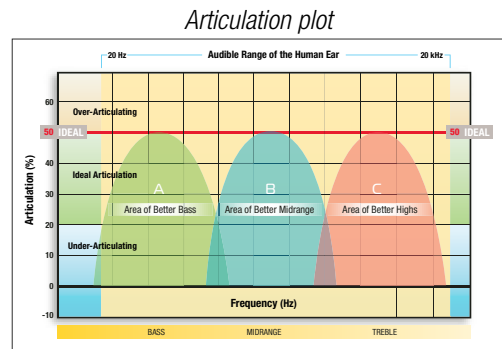 Articulation plot
20 Hz Audible Range of the Human Ear 20 kHz
60
Over-Articulating
50 IDEAL 50 IDEAL
40
Ideal Articulation
A B C
30
Area of Better Bass Area of Better Midrange Area of Better Highs
20
Under-Articulating
10
0
-10
Articulation (%)
Frequency (Hz)
BASS MIDRANGE TREBLE